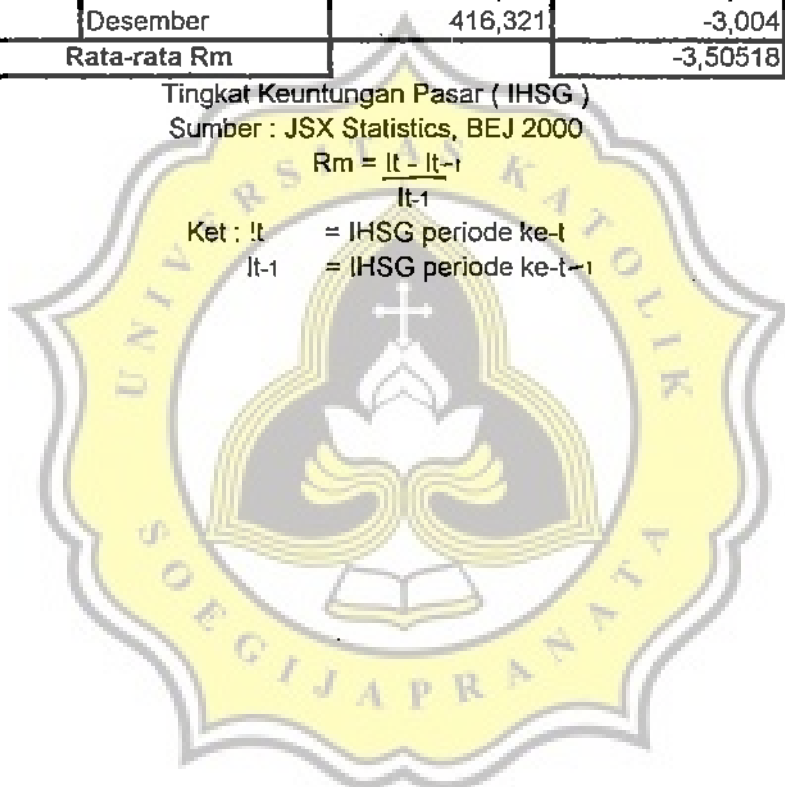 Desember 416,321 -3,004
Rata-rata Rm -3,50518
Tingkat Keuntungan Pasar ( IHSG )
Sumber : JSX Statistics, BEJ 2000
Rm = It - It-1
It-1
Ket : It = IHSG periode ke-t
It-1 = IHSG periode ke-t-1
UNIVERSITAS KATOLIK
SOEGIJAPRANATA